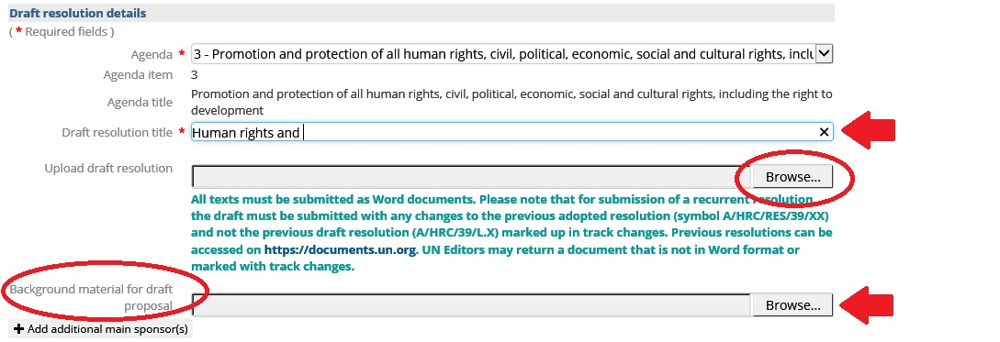 Draft resolution details
( * Required fields )
Agenda * 3 - Promotion and protection of all human rights, civil, political, economic, social and cultural rights, inclu
Agenda item 3
Agenda title Promotion and protection of all human rights, civil, political, economic, social and cultural rights, including the right to
development
Draft resolution title * Human rights and
Upload draft resolution Browse...
All texts must be submitted as Word documents. Please note that for submission of a recurrent resolution
the draft must be submitted with any changes to the previous adopted resolution (symbol A/HRC/RES/39/XX)
and not the previous draft resolution (A/HRC/39/L.X) marked up in track changes. Previous resolutions can be
accessed on https://documents.un.org. UN Editors may return a document that is not in Word format or
marked with track changes.
Background material for draft
proposal Browse...
+ Add additional main sponsor(s)